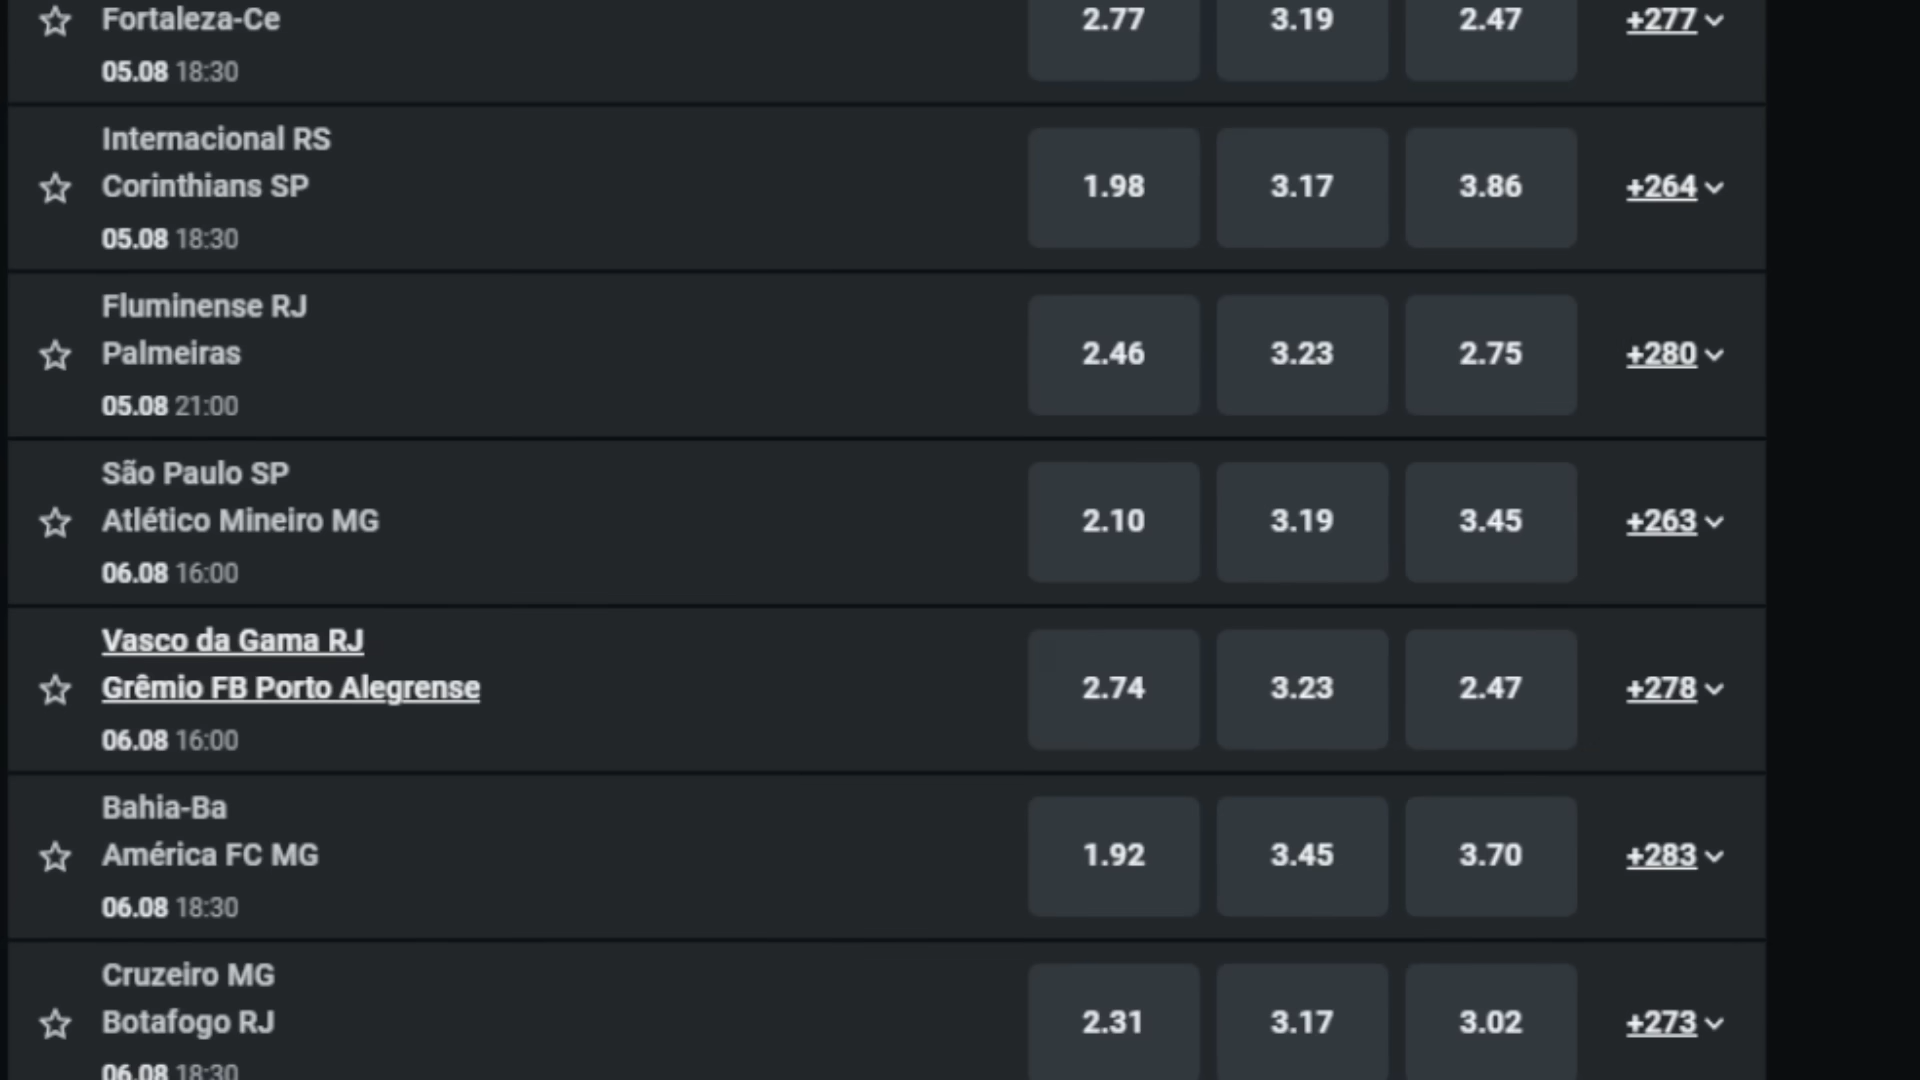 Fortaleza-Ce 2.77 3.19 2.47 +277
05.08 18:30
Internacional RS
Corinthians SP 1.98 3.17 3.86 +264
05.08 18:30
Fluminense RJ
Palmeiras 2.46 3.23 2.75 +280
05.08 21:00
São Paulo SP
Atlético Mineiro MG 2.10 3.19 3.45 +263
06.08 16:00
Vasco da Gama RJ
Grêmio FB Porto Alegrense 2.74 3.23 2.47 +278
06.08 16:00
Bahia-Ba
América FC MG 1.92 3.45 3.70 +283
06.08 18:30
Cruzeiro MG
Botafogo RJ 2.31 3.17 3.02 +273
06.08 18:30